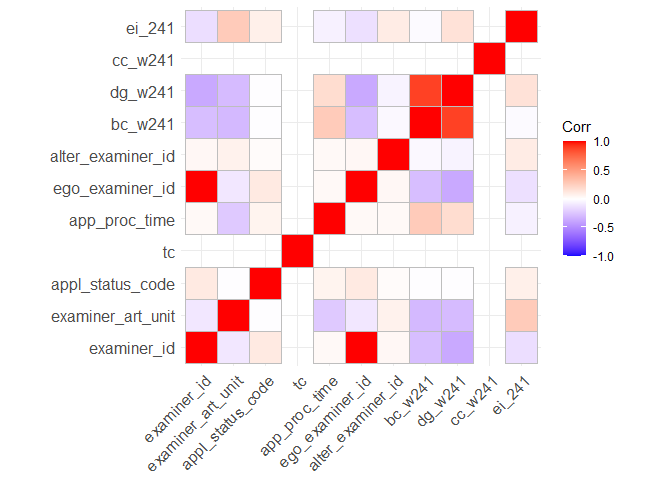 ei_241
cc_w241
dg_w241
bc_w241
alter_examiner_id
ego_examiner_id
app_proc_time
tc
appl_status_code
examiner_art_unit
examiner_id
examiner_id
examiner_art_unit
appl_status_code
tc
app_proc_time
ego_examiner_id
alter_examiner_id
bc_w241
dg_w241
cc_w241
ei_241
Corr
1.0
0.5
0.0
-0.5
-1.0